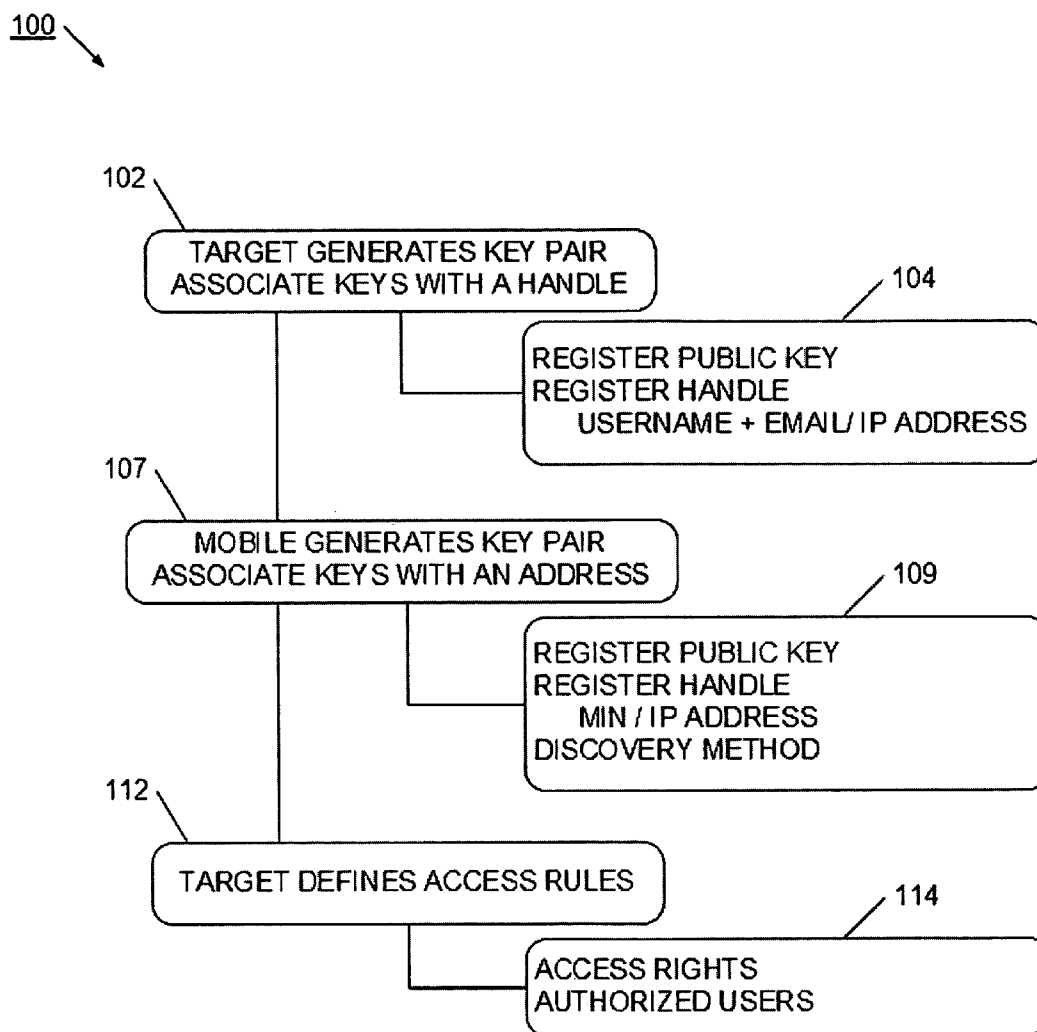 100
102
TARGET GENERATES KEY PAIR
ASSOCIATE KEYS WITH A HANDLE
104
REGISTER PUBLIC KEY
REGISTER HANDLE
USERNAME + EMAIL/ IP ADDRESS
107
MOBILE GENERATES KEY PAIR
ASSOCIATE KEYS WITH AN ADDRESS
109
REGISTER PUBLIC KEY
REGISTER HANDLE
MIN / IP ADDRESS
DISCOVERY METHOD
112
TARGET DEFINES ACCESS RULES
114
ACCESS RIGHTS
AUTHORIZED USERS